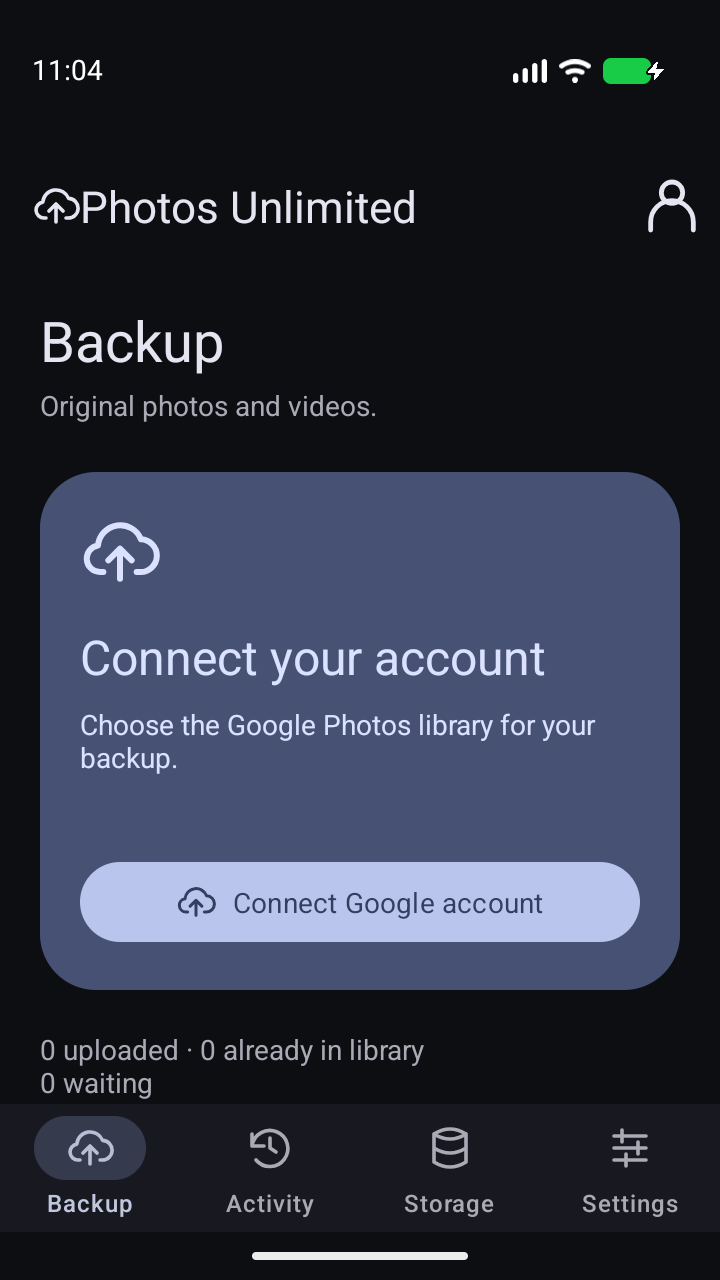 11:04
Photos Unlimited
Backup
Original photos and videos.
Connect your account
Choose the Google Photos library for your
backup.
Connect Google account
0 uploaded · 0 already in library
0 waiting
Backup
Activity
Storage
Settings